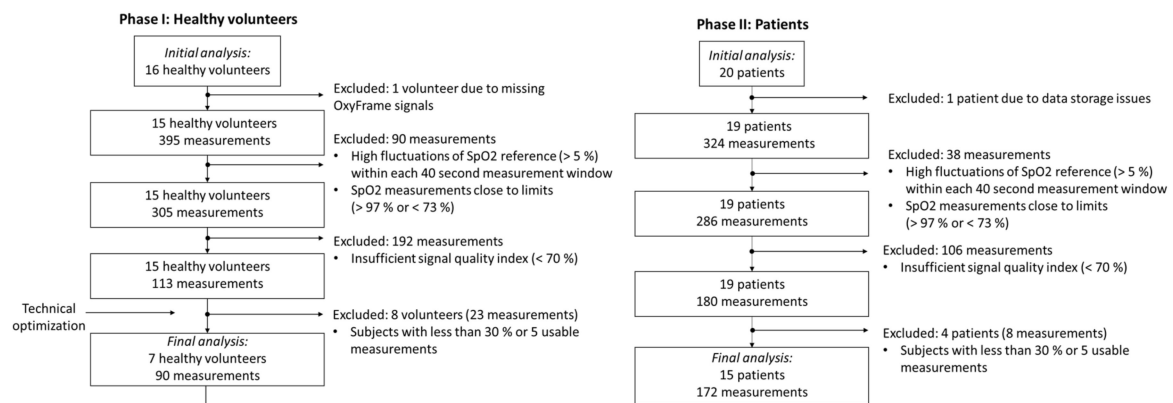 Phase I: Healthy volunteers
Initial analysis:
16 healthy volunteers
Excluded: 1 volunteer due to missing
OxyFrame signals
15 healthy volunteers
395 measurements
Excluded: 90 measurements
• High fluctuations of SpO2 reference (> 5 %)
within each 40 second measurement window
• SpO2 measurements close to limits
(> 97 % or < 73 %)
15 healthy volunteers
305 measurements
Excluded: 192 measurements
• Insufficient signal quality index (< 70 %)
15 healthy volunteers
113 measurements
Technical
optimization
Excluded: 8 volunteers (23 measurements)
• Subjects with less than 30 % or 5 usable
measurements
Final analysis:
7 healthy volunteers
90 measurements
Phase II: Patients
Initial analysis:
20 patients
Excluded: 1 patient due to data storage issues
19 patients
324 measurements
Excluded: 38 measurements
• High fluctuations of SpO2 reference (> 5 %)
within each 40 second measurement window
• SpO2 measurements close to limits
(> 97 % or < 73 %)
19 patients
286 measurements
Excluded: 106 measurements
• Insufficient signal quality index (< 70 %)
19 patients
180 measurements
Excluded: 4 patients (8 measurements)
• Subjects with less than 30 % or 5 usable
measurements
Final analysis:
15 patients
172 measurements